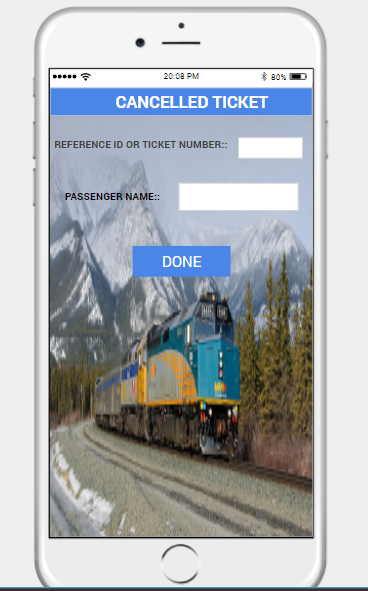 20:08 PM 80%
CANCELLED TICKET
REFERENCE ID OR TICKET NUMBER::
PASSENGER NAME::
DONE